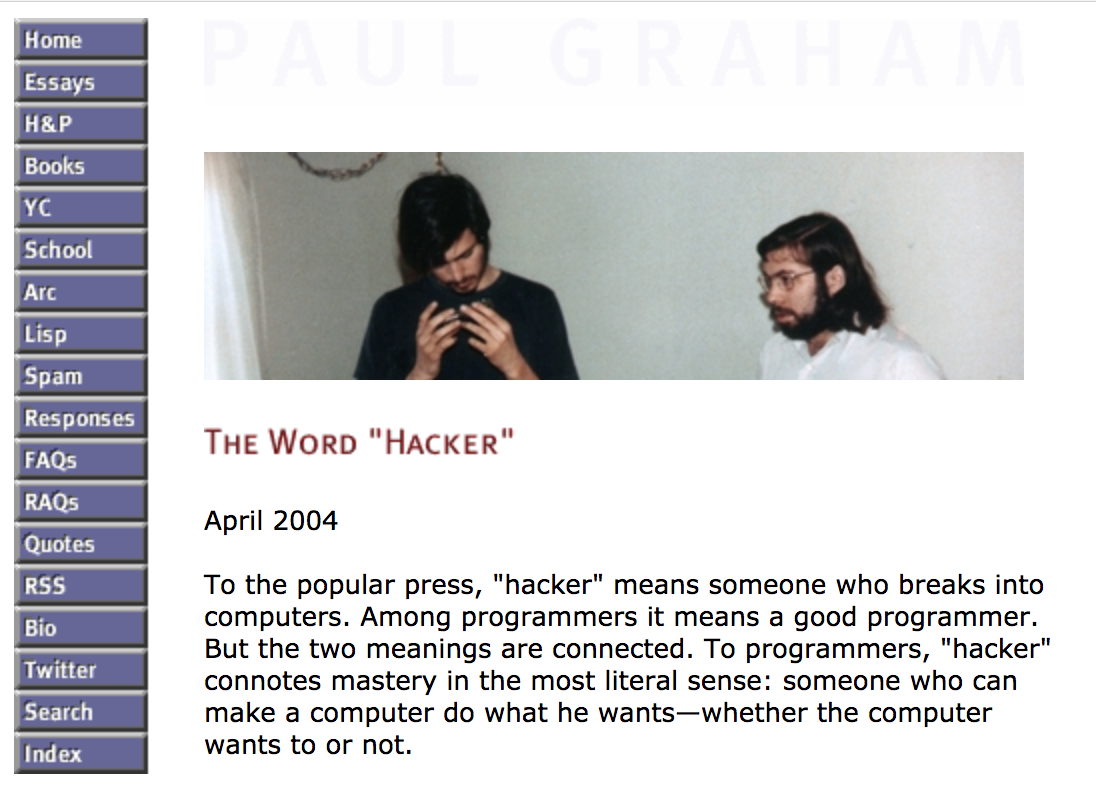 Home
Essays
H&P
Books
YC
School
Arc
Lisp
Spam
Responses
FAQs
RAQs
Quotes
RSS
Bio
Twitter
Search
Index
PAUL GRAHAM
The Word "Hacker"
April 2004
To the popular press, "hacker" means someone who breaks into
computers. Among programmers it means a good programmer.
But the two meanings are connected. To programmers, "hacker"
connotes mastery in the most literal sense: someone who can
make a computer do what he wants—whether the computer
wants to or not.